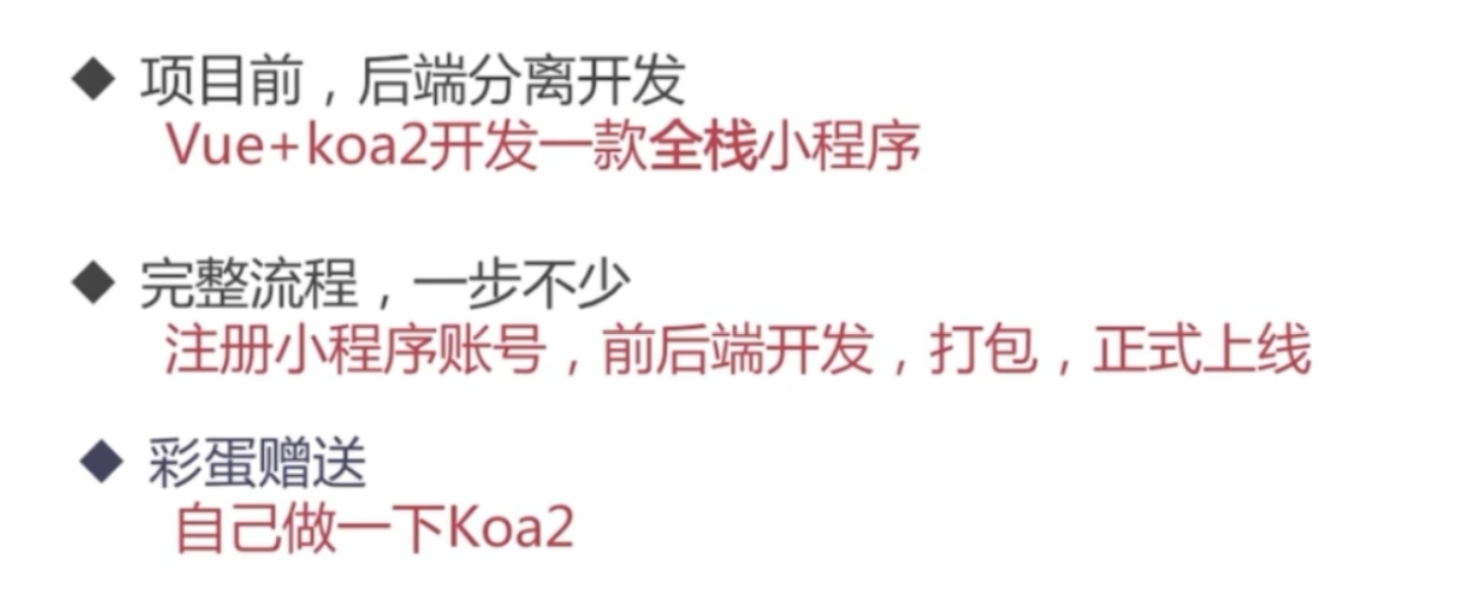 ◆ 项目前，后端分离开发
Vue+koa2开发一款全栈小程序
◆ 完整流程，一步不少
注册小程序账号，前后端开发，打包，正式上线
◆ 彩蛋赠送
自己做一下Koa2